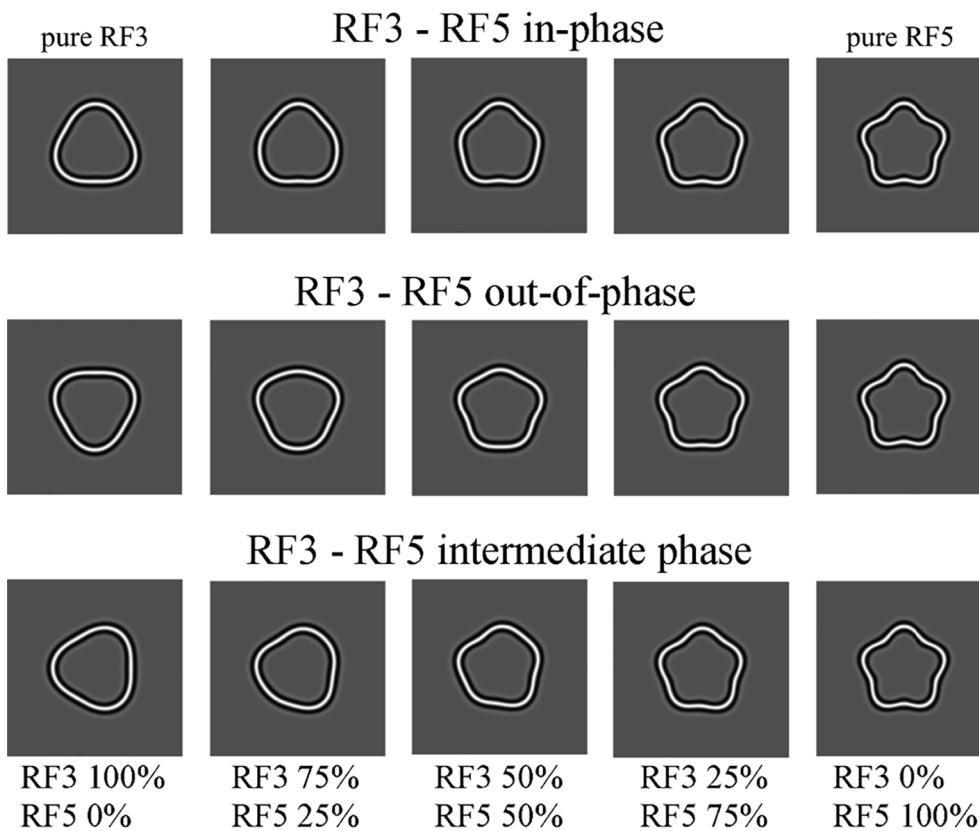 pure RF3
RF3 - RF5 in-phase
pure RF5
RF3 - RF5 out-of-phase
RF3 - RF5 intermediate phase
RF3 100%
RF5 0%
RF3 75%
RF5 25%
RF3 50%
RF5 50%
RF3 25%
RF5 75%
RF3 0%
RF5 100%